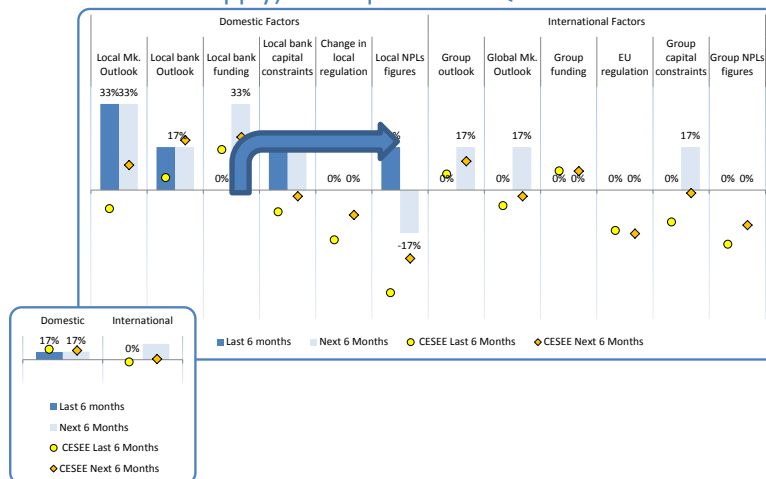 Domestic Factors International Factors
Local Mk. Outlook
Local bank Outlook
Local bank funding
Local bank capital constraints
Change in local regulation
Local NPLs figures
Group outlook
Global Mk. Outlook
Group funding
EU regulation
Group capital constraints
Group NPLs figures
33% 33%
17%
33%
0%
0% 0%
-17%
17%
0%
17%
0%
0% 0%
0% 0%
17%
0%
0% 0%
Last 6 months Next 6 Months CESEE Last 6 Months CESEE Next 6 Months
Domestic International
17% 17%
0%
Last 6 months
Next 6 Months
CESEE Last 6 Months
CESEE Next 6 Months